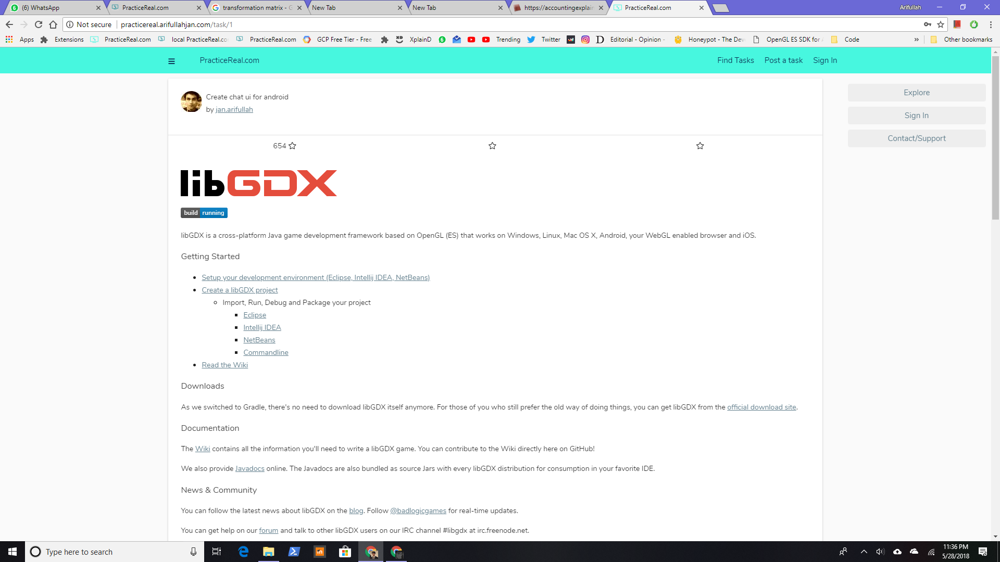 (6) WhatsApp
PracticeReal.com
transformation matrix - G
New Tab
New Tab
https://accountingexplai
PracticeReal.com
Arifullah
Not secure
practicereal.arifullahjan.com/task/1
Apps
Extensions
PracticeReal.com
local PracticeReal.co
PracticeReal.com
GCP Free Tier - Free
XplainD
Trending
Twitter
Editorial - Opinion -
Honeypot - The Dev
OpenGL ES SDK for
Code
»
Other bookmarks
PracticeReal.com
Find Tasks
Post a task
Sign In
Create chat ui for android
by jan.arifullah
Explore
Sign In
Contact/Support
654
libGDX
build running
libGDX is a cross-platform Java game development framework based on OpenGL (ES) that works on Windows, Linux, Mac OS X, Android, your WebGL enabled browser and iOS.
Getting Started
Setup your development environment (Eclipse, Intellij IDEA, NetBeans)
Create a libGDX project
Import, Run, Debug and Package your project
Eclipse
Intellij IDEA
NetBeans
Commandline
Read the Wiki
Downloads
As we switched to Gradle, there's no need to download libGDX itself anymore. For those of you who still prefer the old way of doing things, you can get libGDX from the official download site.
Documentation
The Wiki contains all the information you'll need to write a libGDX game. You can contribute to the Wiki directly here on GitHub!
We also provide Javadocs online. The Javadocs are also bundled as source Jars with every libGDX distribution for consumption in your favorite IDE.
News & Community
You can follow the latest news about libGDX on the blog. Follow @badlogicgames for real-time updates.
You can get help on our forum and talk to other libGDX users on our IRC channel #libgdx at irc.freenode.net.
Type here to search
11:36 PM
5/28/2018